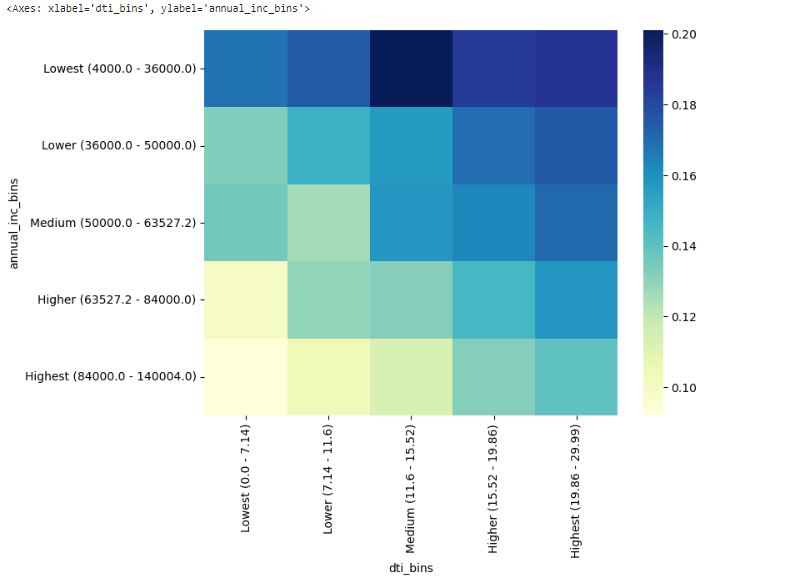 <Axes: xlabel='dti_bins', ylabel='annual_inc_bins'>
Lowest (4000.0 - 36000.0)
Lower (36000.0 - 50000.0)
Medium (50000.0 - 63527.2)
Higher (63527.2 - 84000.0)
Highest (84000.0 - 140004.0)
annual_inc_bins
Lowest (0.0 - 7.14)
Lower (7.14 - 11.6)
Medium (11.6 - 15.52)
Higher (15.52 - 19.86)
Highest (19.86 - 29.99)
dti_bins
0.20
0.18
0.16
0.14
0.12
0.10